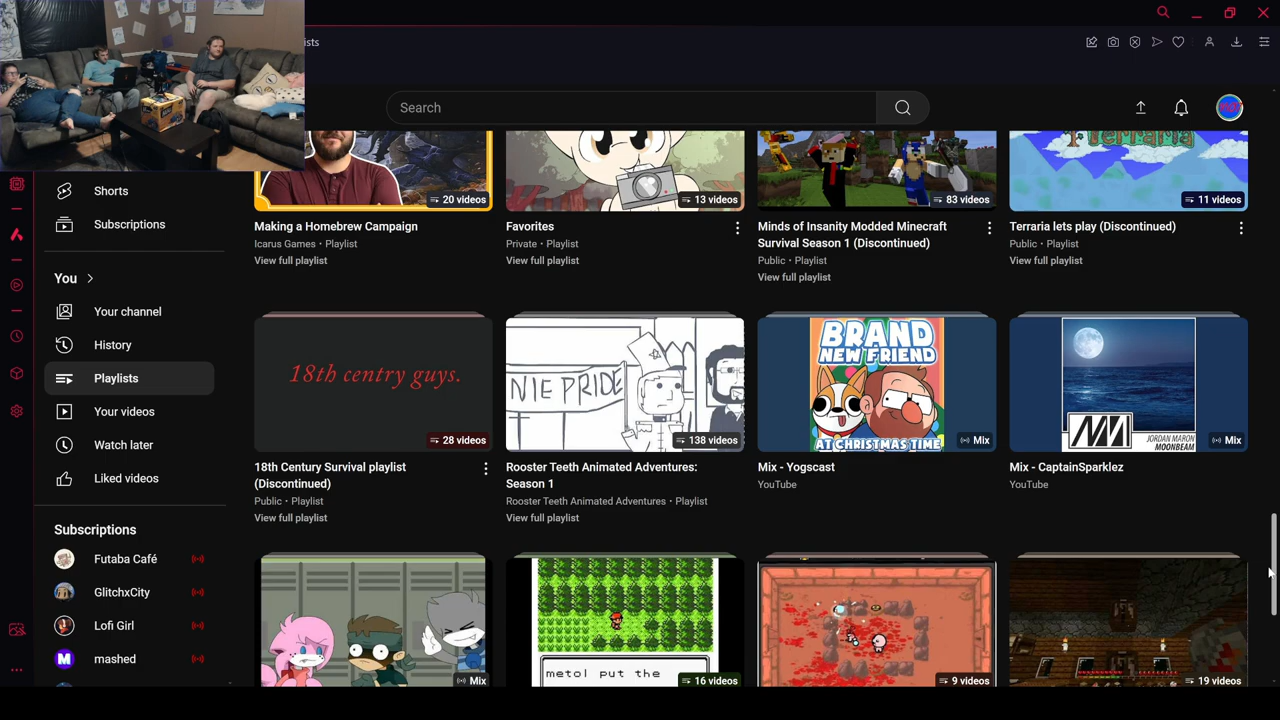 ists
Search
Shorts
Subscriptions
You
Your channel
History
Playlists
Your videos
Watch later
Liked videos
Subscriptions
Futaba Café
GlitchxCity
Lofi Girl
mashed
20 videos
Making a Homebrew Campaign
Icarus Games • Playlist
View full playlist
13 videos
Favorites
Private • Playlist
View full playlist
83 videos
Minds of Insanity Modded Minecraft
Survival Season 1 (Discontinued)
Public • Playlist
View full playlist
Terraria
11 videos
Terraria lets play (Discontinued)
Public • Playlist
View full playlist
18th centry guys.
28 videos
18th Century Survival playlist
(Discontinued)
Public • Playlist
View full playlist
NIE PRIDE
138 videos
Rooster Teeth Animated Adventures:
Season 1
Rooster Teeth Animated Adventures • Playlist
View full playlist
BRAND
NEW FRIEND
AT CHRISTMAS TIME
Mix
Mix - Yogscast
YouTube
JORDAN MARON
MOONBEAM
Mix
Mix - CaptainSparklez
YouTube
Mix
metol put the
16 videos
9 videos
19 videos